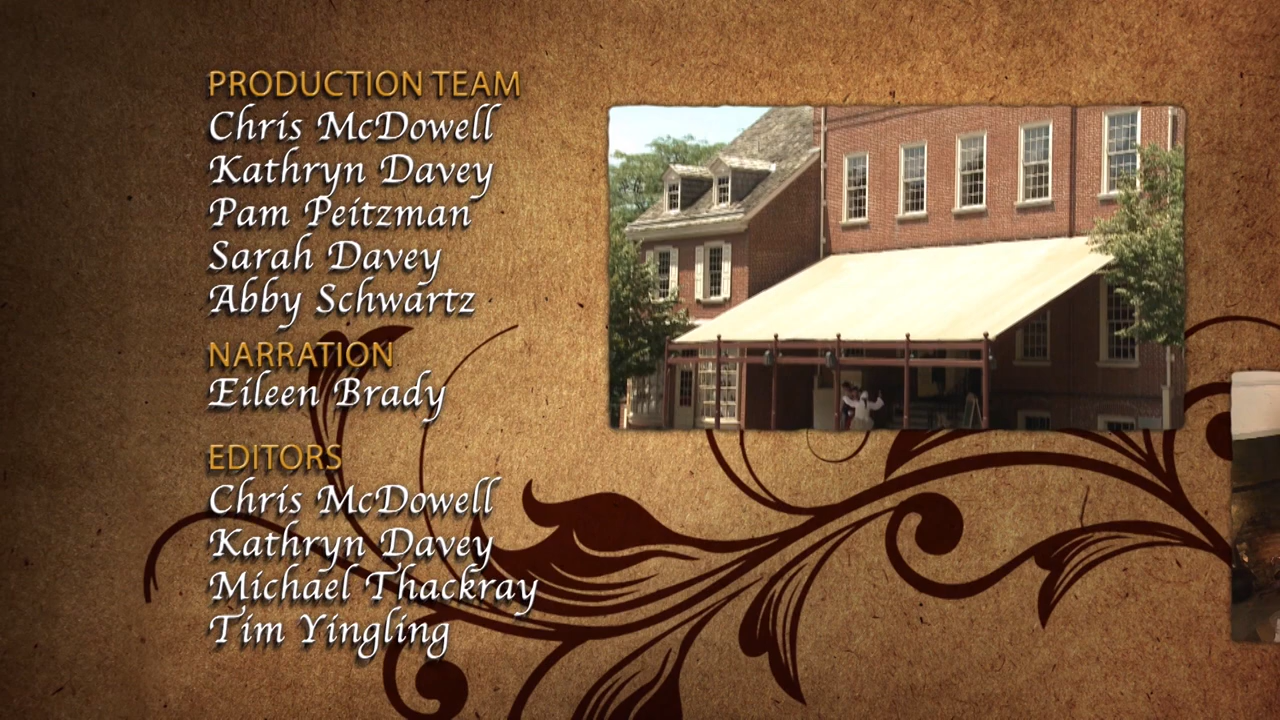 PRODUCTION TEAM
Chris McDowell
Kathryn Davey
Pam Peitzman
Sarah Davey
Abby Schwartz
NARRATION
Eileen Brady
EDITORS
Chris McDowell
Kathryn Davey
Michael Thackray
Tim Yingling